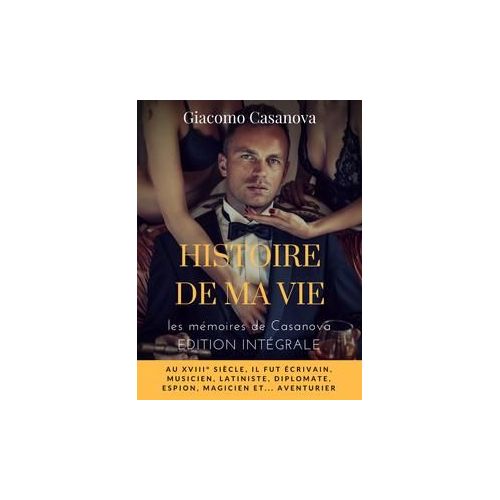 Giacomo Casanova
HISTOIRE
DE MA VIE
les mémoires de Casanova
EDITION INTÉGRALE
AU XVIIIº SIÈCLE, IL FUT ÉCRIVAIN,
MUSICIEN, LATINISTE, DIPLOMATE,
ESPION, MAGICIEN ET... AVENTURIER